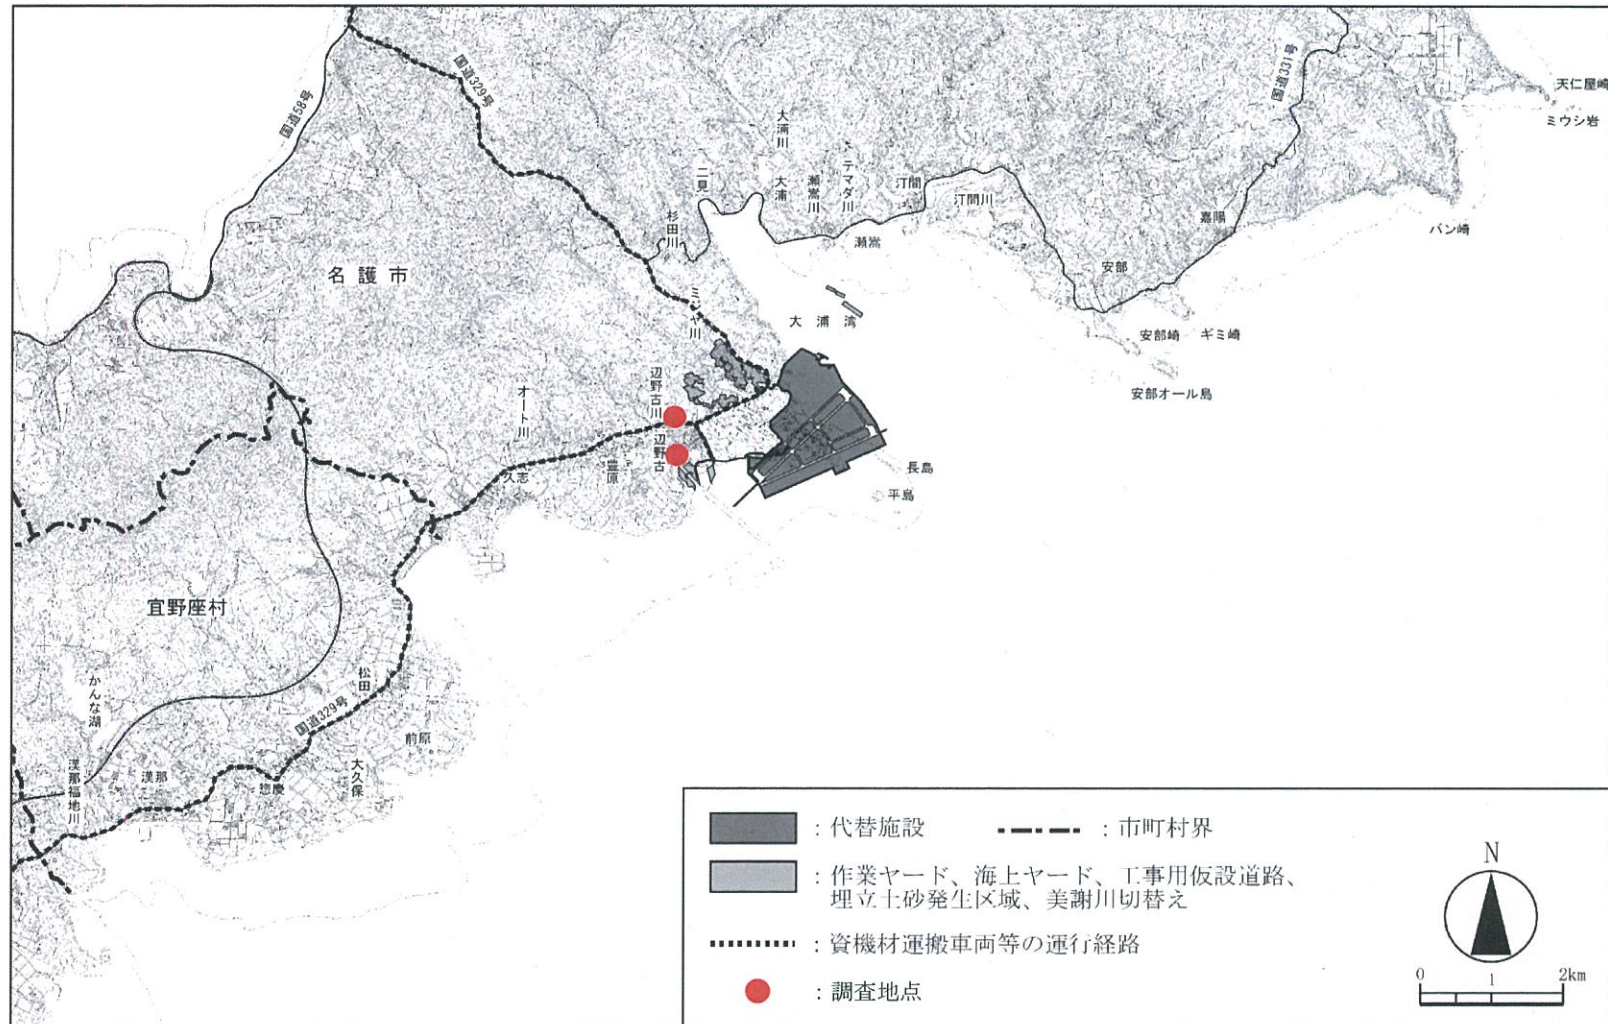 国道58号
国道329号
国道331号
天仁屋崎
ミウシ岩
バン崎
大浦川
二見
大浦
瀬嵩川
テマダ川
汀間
汀間川
杉田川
瀬嵩
嘉陽
安部
名護市
ミジャ川
大浦湾
安部崎
ギミ崎
安部オール島
辺野古川
オート川
辺野古
豊原
久志
長島
平島
宜野座村
かんな湖
松田
国道329号
前原
大久保
惣慶
漢那
漢那福地川
:代替施設
:市町村界
:作業ヤード、海上ヤード、工事用仮設道路、
埋立土砂発生区域、美謝川切替え
:資機材運搬車両等の運行経路
:調査地点
N
0 1 2km